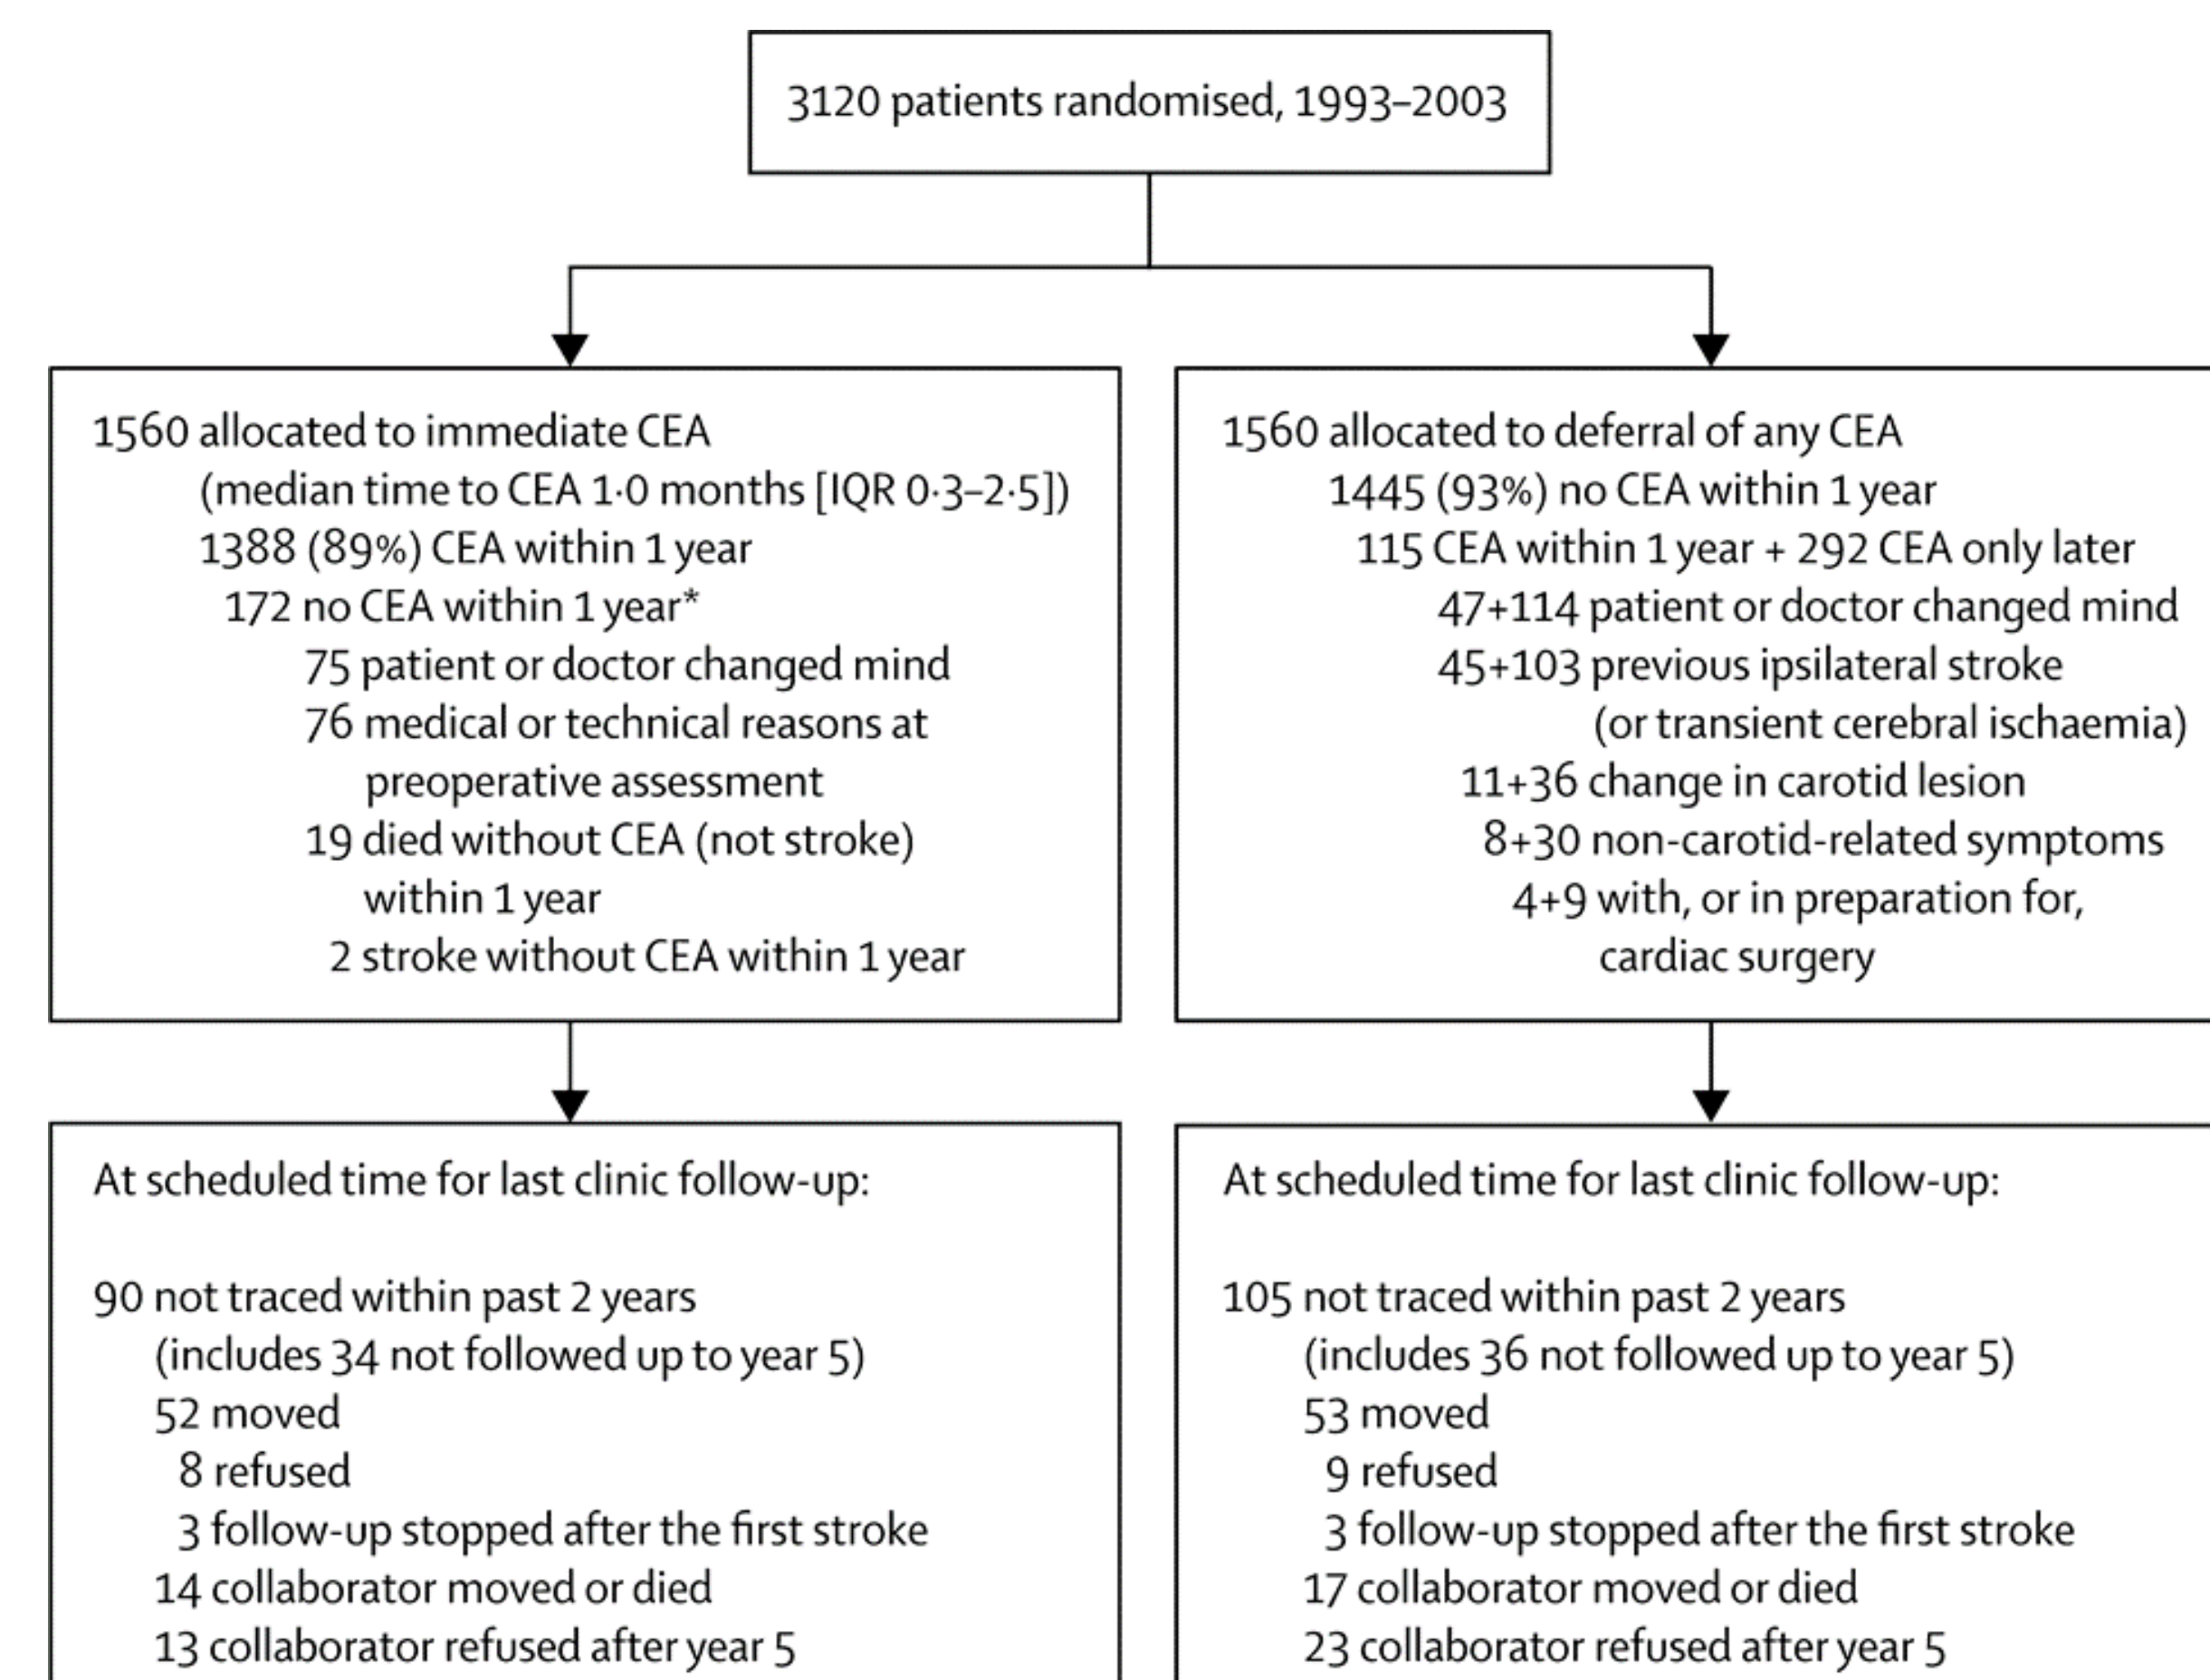 3120 patients randomised, 1993–2003
1560 allocated to immediate CEA
(median time to CEA 1·0 months [IQR 0·3–2·5])
1388 (89%) CEA within 1 year
172 no CEA within 1 year*
75 patient or doctor changed mind
76 medical or technical reasons at
preoperative assessment
19 died without CEA (not stroke)
within 1 year
2 stroke without CEA within 1 year
1560 allocated to deferral of any CEA
1445 (93%) no CEA within 1 year
115 CEA within 1 year + 292 CEA only later
47+114 patient or doctor changed mind
45+103 previous ipsilateral stroke
(or transient cerebral ischaemia)
11+36 change in carotid lesion
8+30 non-carotid-related symptoms
4+9 with, or in preparation for,
cardiac surgery
At scheduled time for last clinic follow-up:
90 not traced within past 2 years
(includes 34 not followed up to year 5)
52 moved
8 refused
3 follow-up stopped after the first stroke
14 collaborator moved or died
13 collaborator refused after year 5
At scheduled time for last clinic follow-up:
105 not traced within past 2 years
(includes 36 not followed up to year 5)
53 moved
9 refused
3 follow-up stopped after the first stroke
17 collaborator moved or died
23 collaborator refused after year 5